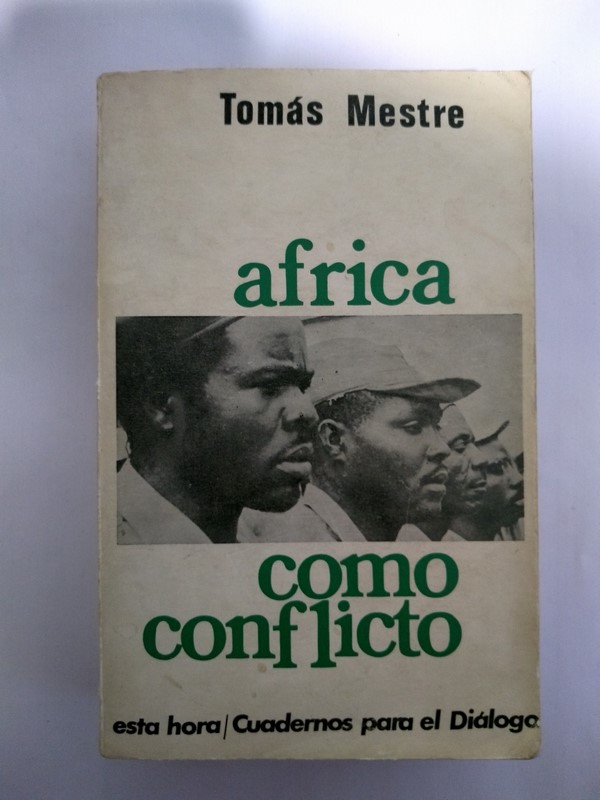 Tomás Mestre
africa
como
conflicto
esta hora/Cuadernos para el Diálogo